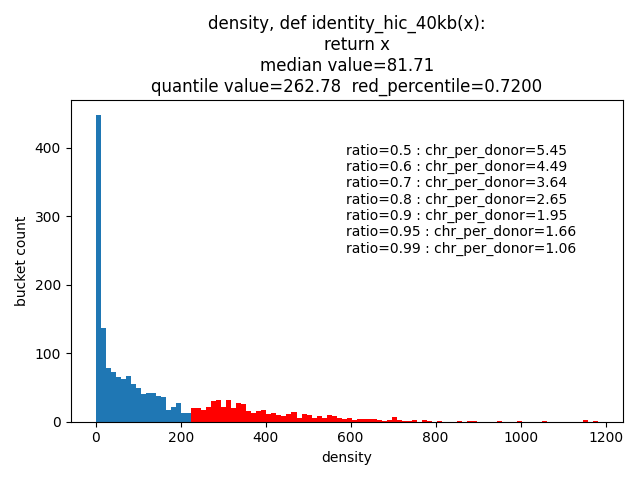 density, def identity_hic_40kb(x):
return x
median value=81.71
quantile value=262.78  red_percentile=0.7200
ratio=0.5 : chr_per_donor=5.45
ratio=0.6 : chr_per_donor=4.49
ratio=0.7 : chr_per_donor=3.64
ratio=0.8 : chr_per_donor=2.65
ratio=0.9 : chr_per_donor=1.95
ratio=0.95 : chr_per_donor=1.66
ratio=0.99 : chr_per_donor=1.06
bucket count
400
300
200
100
0
0 200 400 600 800 1000 1200
density